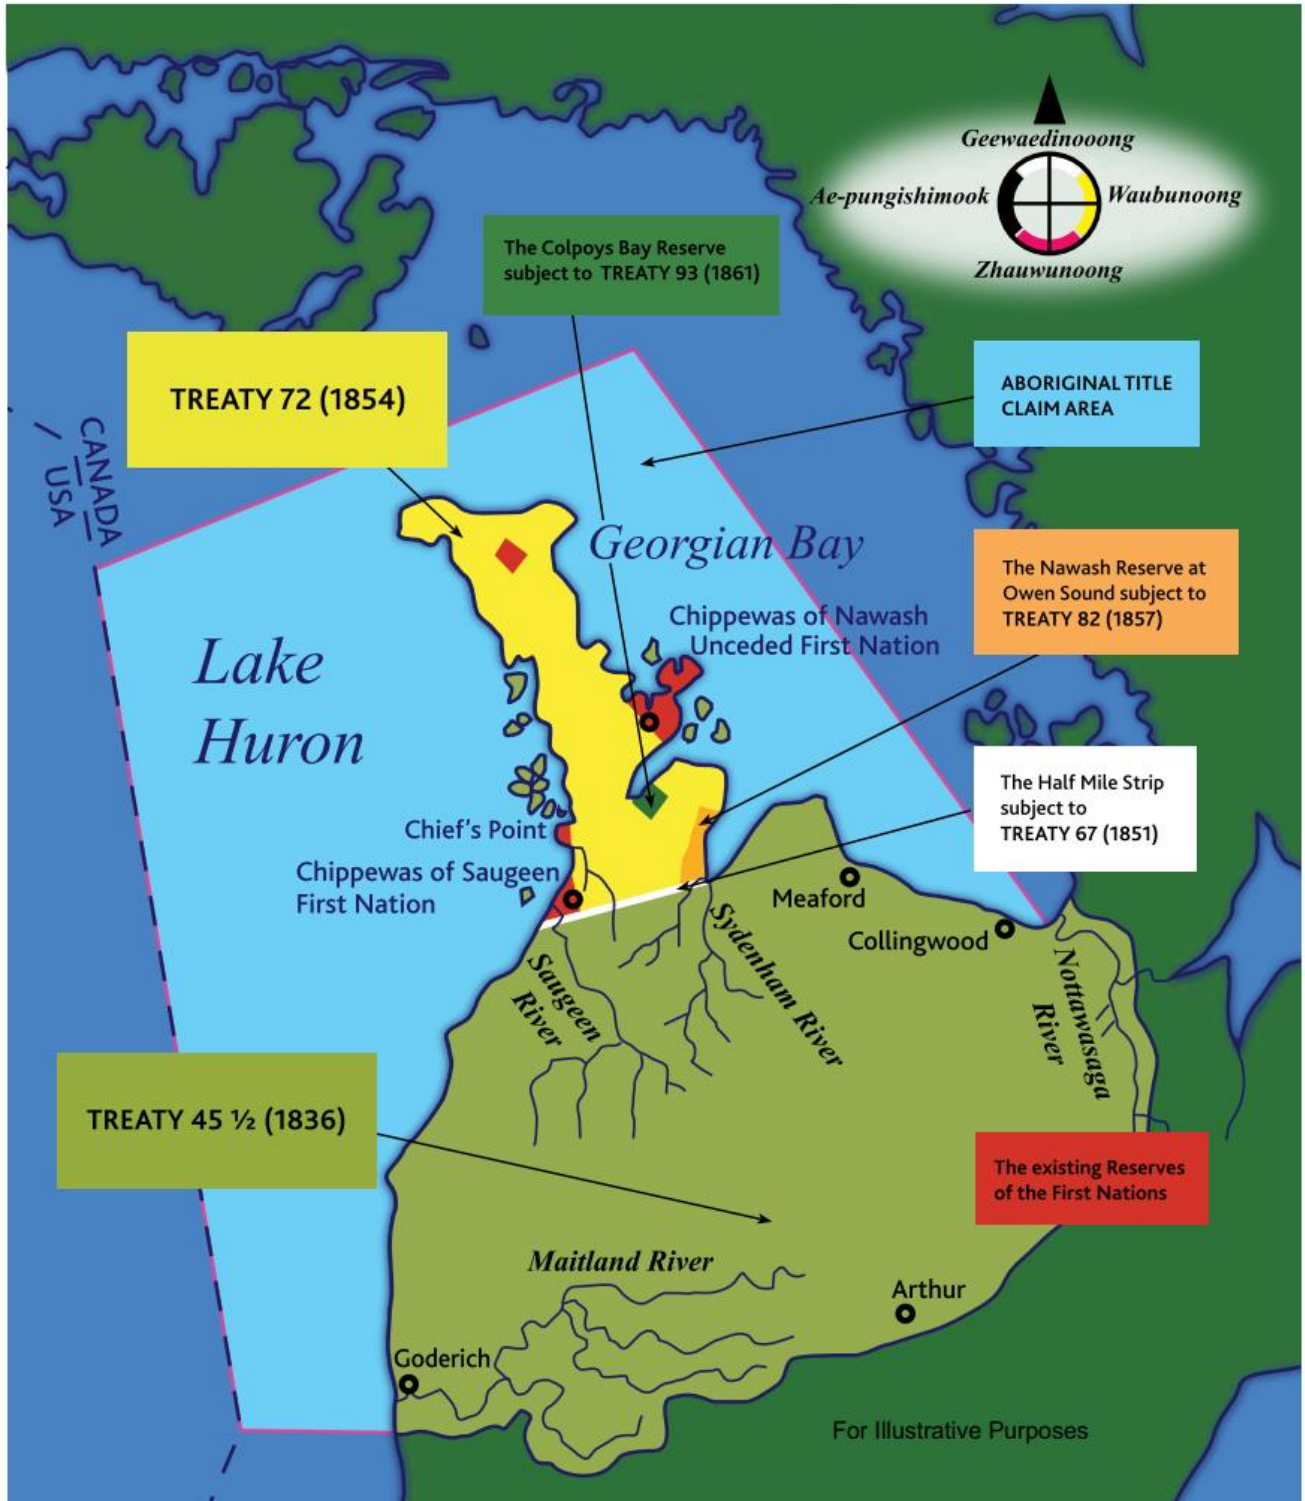 Geewaedinooong
Ae-pungishimook
Waubunoong
Zhauwunoong
The Colpoys Bay Reserve
subject to TREATY 93 (1861)
TREATY 72 (1854)
ABORIGINAL TITLE
CLAIM AREA
CANADA
USA
Georgian Bay
The Nawash Reserve at
Owen Sound subject to
TREATY 82 (1857)
Chippewas of Nawash
Unceded First Nation
Lake
Huron
The Half Mile Strip
subject to
TREATY 67 (1851)
Chief's Point
Chippewas of Saugeen
First Nation
Meaford
Collingwood
Saugeen
River
Sydenham River
Nottawasaga
River
TREATY 45 ½ (1836)
The existing Reserves
of the First Nations
Maitland River
Arthur
Goderich
For Illustrative Purposes